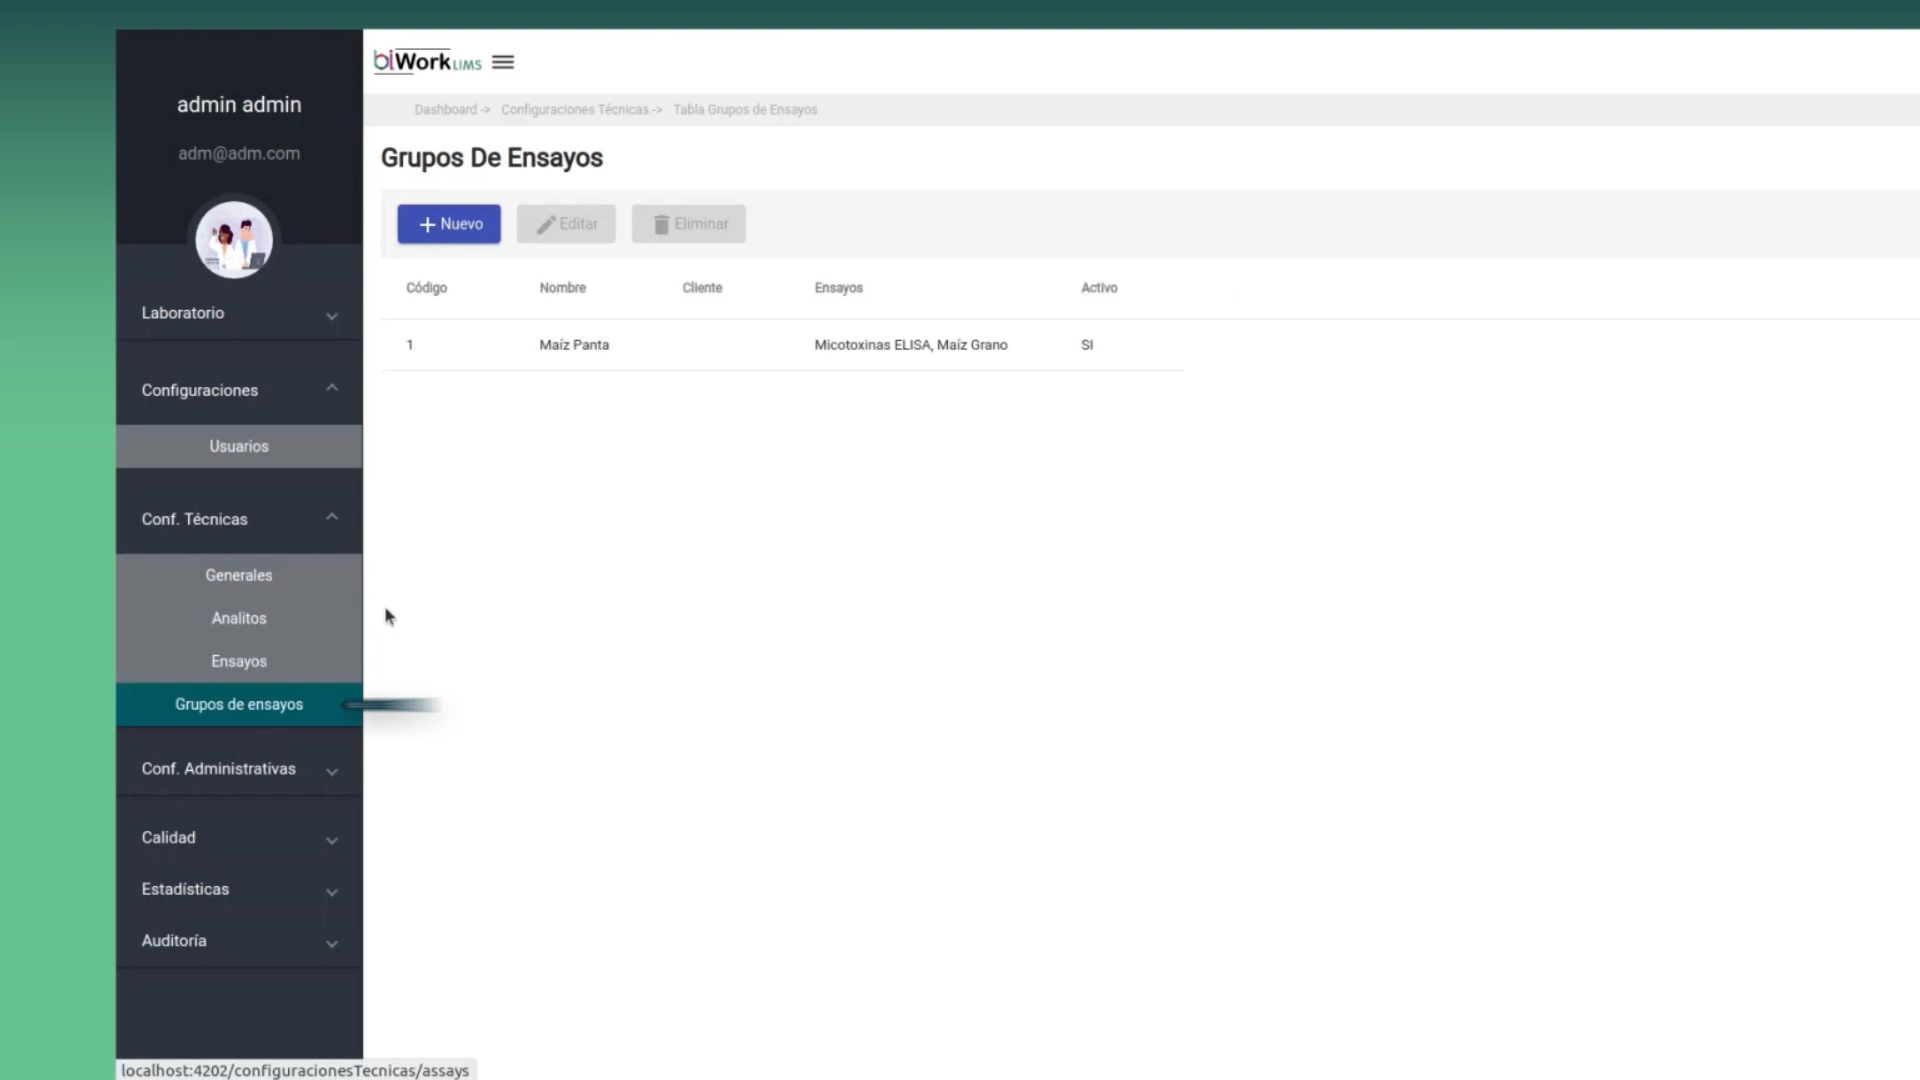 admin admin
adm@adm.com
Laboratorio
Configuraciones
Usuarios
Conf. Técnicas
Generales
Analitos
Ensayos
Grupos de ensayos
Conf. Administrativas
Calidad
Estadísticas
Auditoría
biWork LIMS
Dashboard -> Configuraciones Técnicas -> Tabla Grupos de Ensayos
Grupos De Ensayos
+ Nuevo Editar Eliminar
Código Nombre Cliente Ensayos Activo
1 Maíz Panta Micotoxinas ELISA, Maíz Grano SI
localhost:4202/configuracionesTecnicas/assays